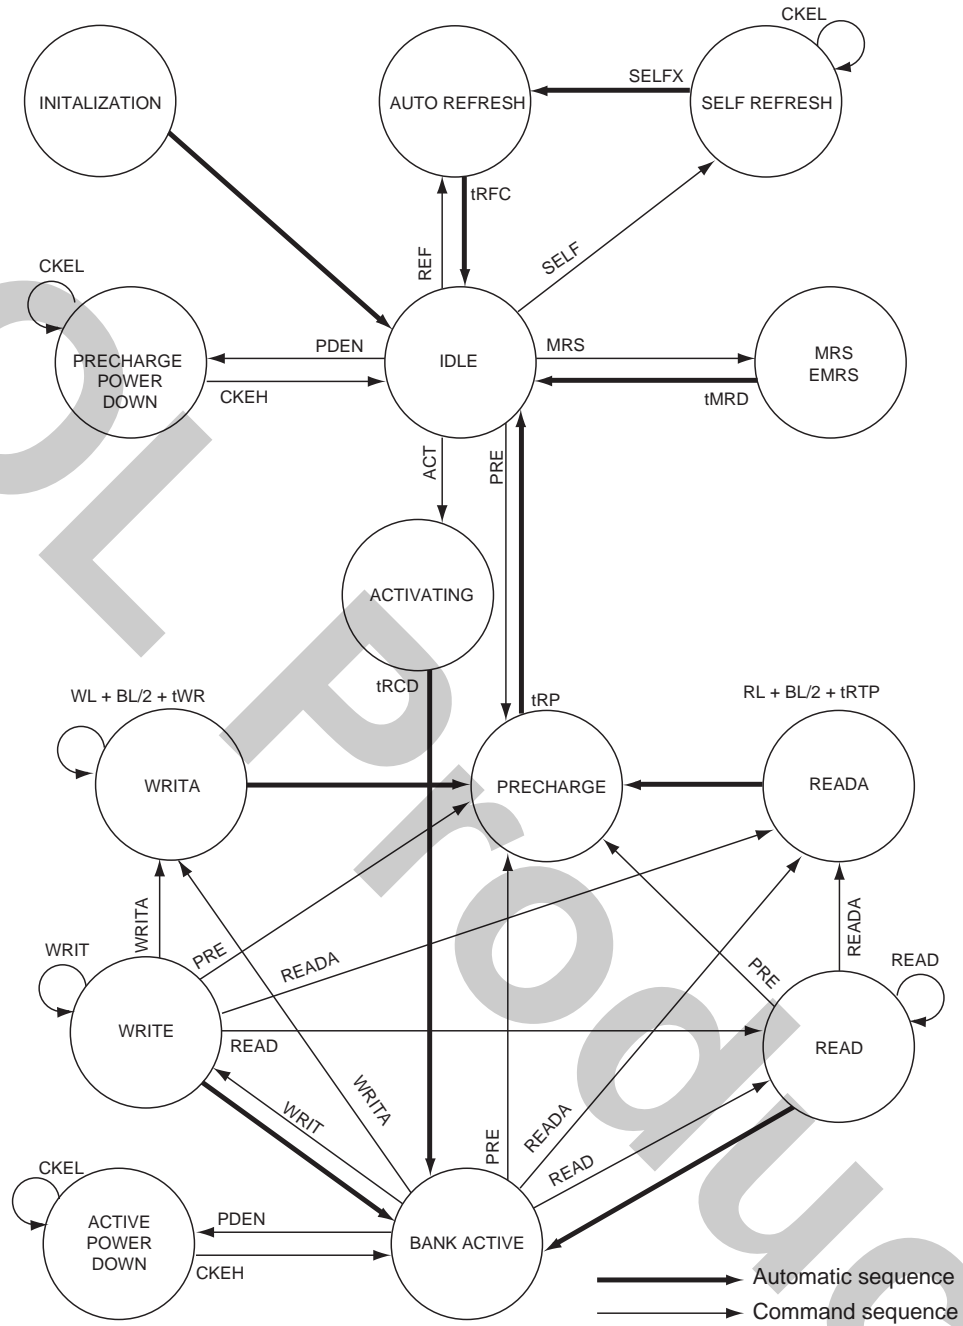 CKEL
INITALIZATION
AUTO REFRESH
SELFX
SELF REFRESH
tRFC
REF
SELF
CKEL
PRECHARGE
POWER
DOWN
PDEN
CKEH
IDLE
MRS
tMRD
MRS
EMRS
ACT
PRE
ACTIVATING
tRCD
tRP
WL + BL/2 + tWR
RL + BL/2 + tRTP
WRITA
PRECHARGE
READA
WRITA
PRE
READA
PRE
READA
WRIT
READ
WRITE
READ
READ
WRITA
WRIT
PRE
READA
READ
CKEL
ACTIVE
POWER
DOWN
PDEN
CKEH
BANK ACTIVE
Automatic sequence
Command sequence